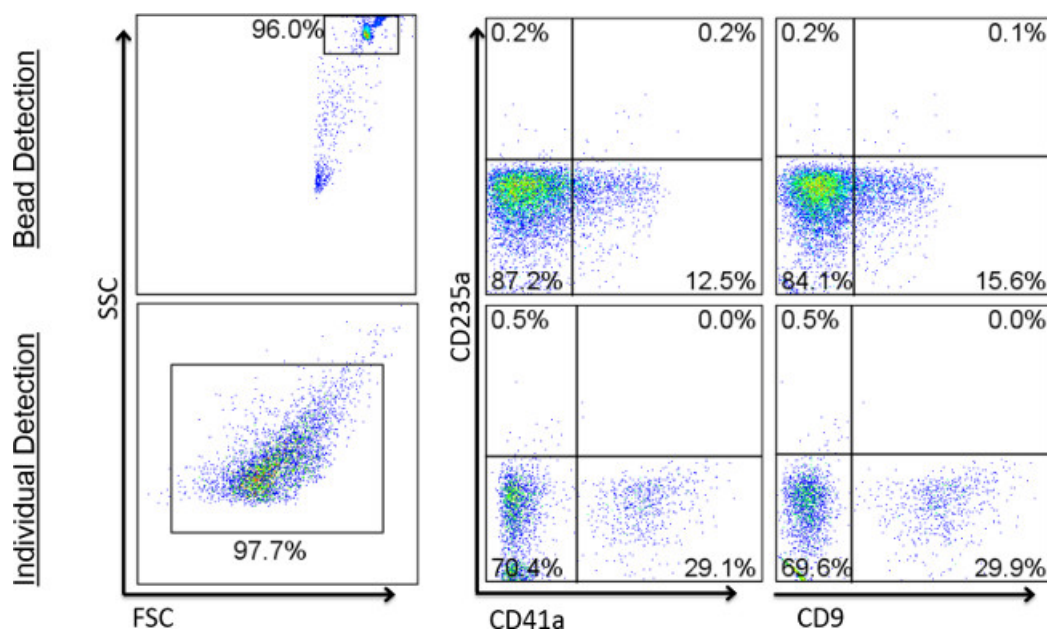 Bead Detection
96.0%
0.2% 0.2%
0.2% 0.1%
87.2% 12.5%
84.1% 15.6%
SSC
CD235a
Individual Detection
97.7%
0.5% 0.0%
0.5% 0.0%
70.4% 29.1%
69.6% 29.9%
FSC
CD41a
CD9